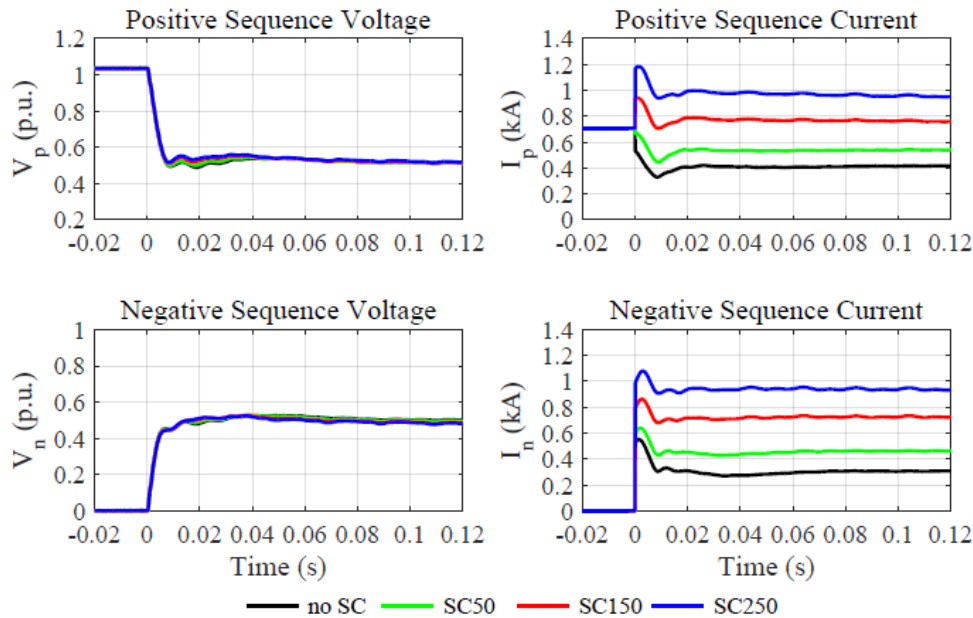 Positive Sequence Voltage
1.2
1
0.8
0.6
0.4
0.2
V_p (p.u.)
-0.02 0 0.02 0.04 0.06 0.08 0.1 0.12
Positive Sequence Current
1.4
1.2
1
0.8
0.6
0.4
0.2
0
I_p (kA)
-0.02 0 0.02 0.04 0.06 0.08 0.1 0.12
Negative Sequence Voltage
1
0.8
0.6
0.4
0.2
0
V_n (p.u.)
-0.02 0 0.02 0.04 0.06 0.08 0.1 0.12
Time (s)
Negative Sequence Current
1.4
1.2
1
0.8
0.6
0.4
0.2
0
I_n (kA)
-0.02 0 0.02 0.04 0.06 0.08 0.1 0.12
Time (s)
no SC SC50 SC150 SC250